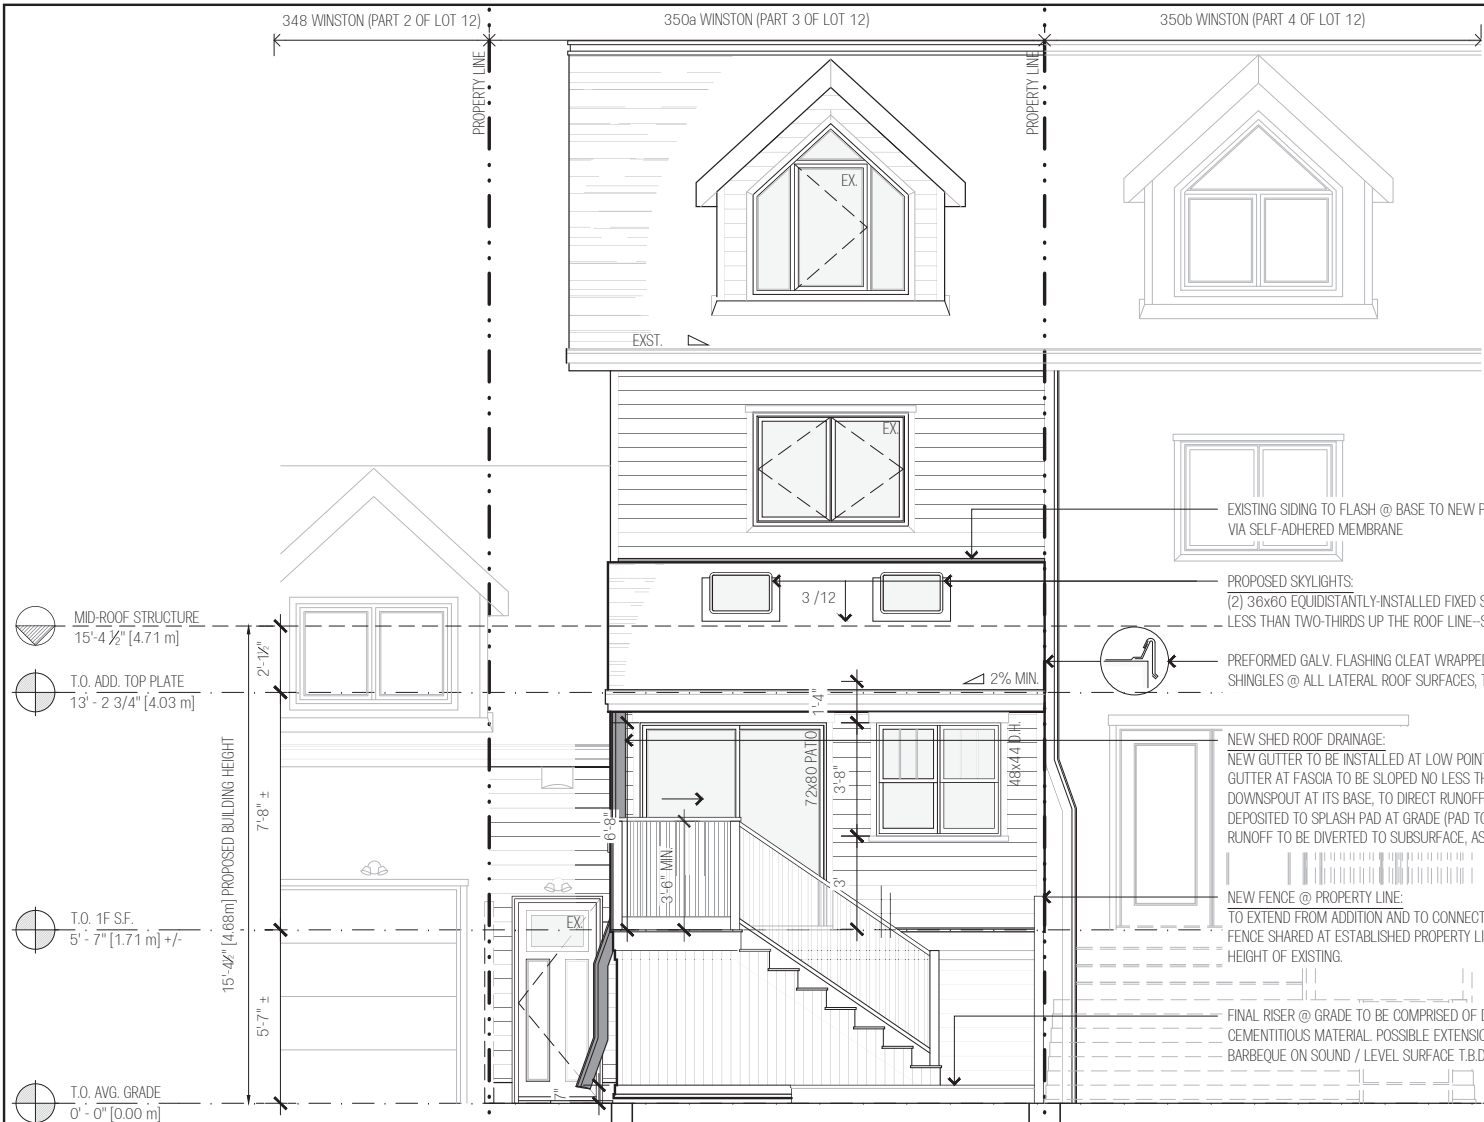 348 WINSTON (PART 2 OF LOT 12)
350a WINSTON (PART 3 OF LOT 12)
350b WINSTON (PART 4 OF LOT 12)
PROPERTY LINE
PROPERTY LINE
EX.
EXST.
EX.
EXISTING SIDING TO FLASH @ BASE TO NEW
VIA SELF-ADHERED MEMBRANE
PROPOSED SKYLIGHTS:
(2) 36x60 EQUIDISTANTLY-INSTALLED FIXED
LESS THAN TWO-THIRDS UP THE ROOF LINE--
3 /12
MID-ROOF STRUCTURE
15'-4 ½" [4.71 m]
2'-1½"
PREFORMED GALV. FLASHING CLEAT WRAPPED
SHINGLES @ ALL LATERAL ROOF SURFACES,
T.O. ADD. TOP PLATE
13' - 2 3/4" [4.03 m]
2% MIN.
1'-4"
NEW SHED ROOF DRAINAGE:
NEW GUTTER TO BE INSTALLED AT LOW POINT
GUTTER AT FASCIA TO BE SLOPED NO LESS
DOWNSPOUT AT ITS BASE, TO DIRECT RUNOFF
DEPOSITED TO SPLASH PAD AT GRADE (PAD TO
RUNOFF TO BE DIVERTED TO SUBSURFACE, AS
72x80 PATIO
3'-8"
48x44 D.H.
15'-4½" [4.68m] PROPOSED BUILDING HEIGHT
7'-8" ±
6'-8"
3'-6" MIN.
3'
NEW FENCE @ PROPERTY LINE:
TO EXTEND FROM ADDITION AND TO CONNECT
FENCE SHARED AT ESTABLISHED PROPERTY
HEIGHT OF EXISTING.
T.O. 1F S.F.
5' - 7" [1.71 m] +/-
EX.
5'-7" ±
FINAL RISER @ GRADE TO BE COMPRISED OF
CEMENTITIOUS MATERIAL. POSSIBLE
BARBEQUE ON SOUND / LEVEL SURFACE T.B.D
7"
T.O. AVG. GRADE
0' - 0" [0.00 m]